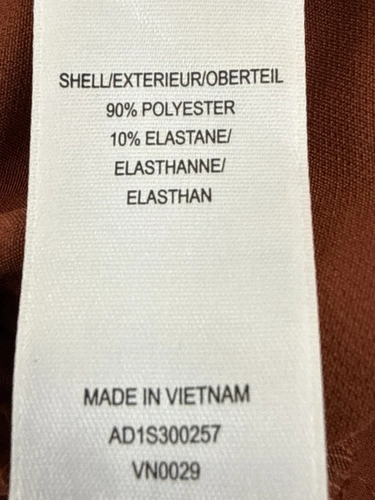 SHELL/EXTERIEUR/OBERTEIL
90% POLYESTER
10% ELASTANE/
ELASTHANNE/
ELASTHAN
MADE IN VIETNAM
AD1S300257
VN0029